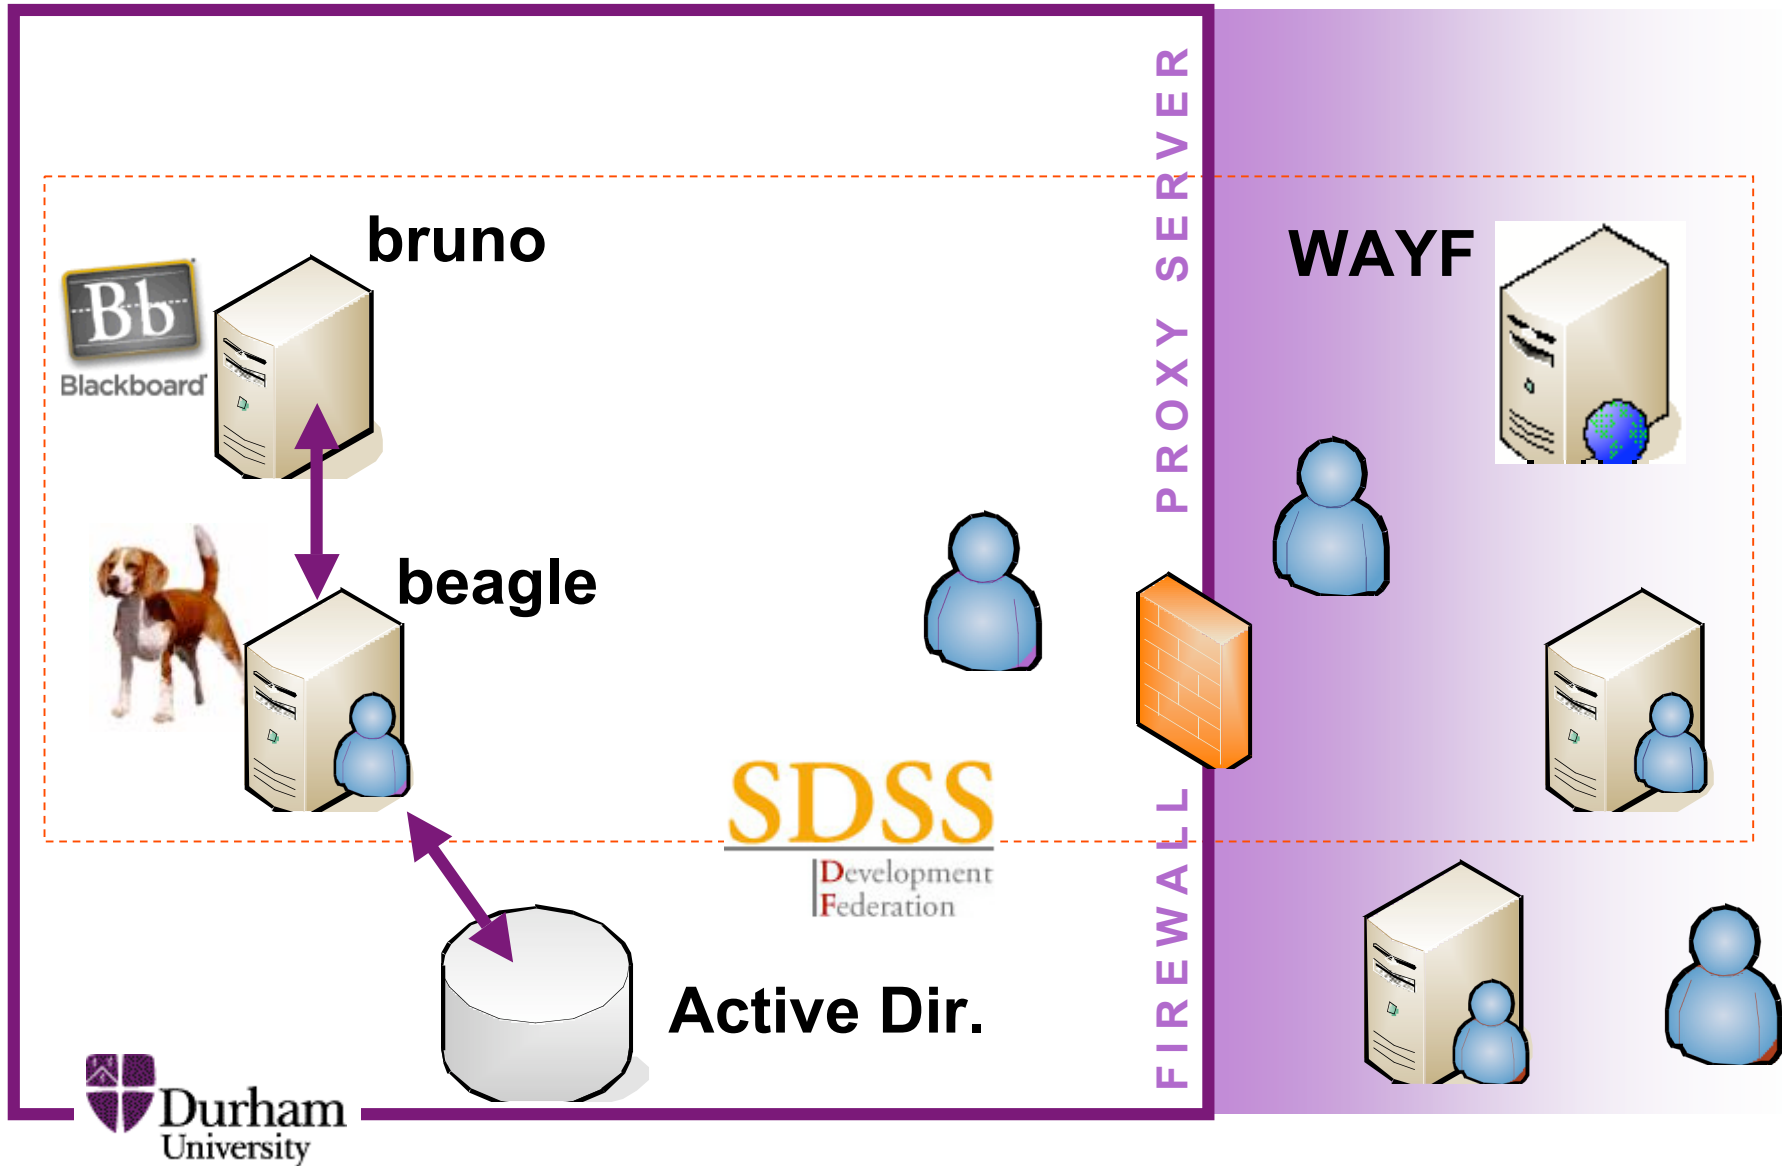 bruno
WAYF
Bb
Blackboard
PROXY SERVER
beagle
SDSS
Development
Federation
FIREWALL
Active Dir.
Durham
University